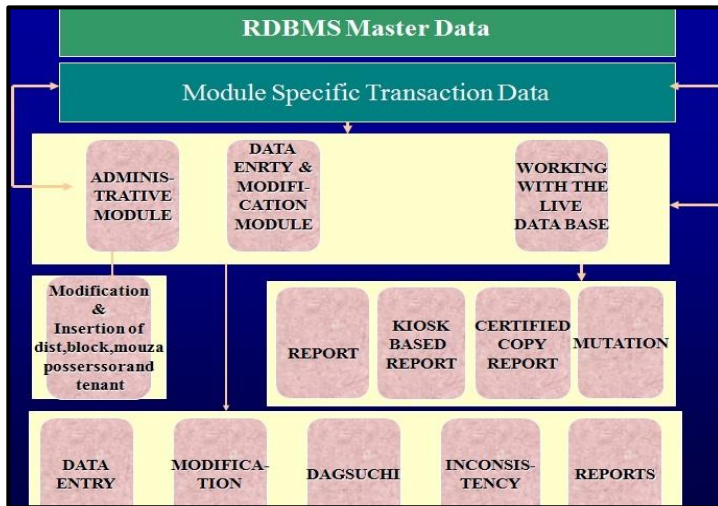 RDBMS Master Data
Module Specific Transaction Data
ADMINIS-
TRATIVE
MODULE
DATA
ENRTY &
MODIFI-
CATION
MODULE
WORKING
WITH THE
LIVE
DATA BASE
Modification
&
Insertion of
dist,block,mouza
posserssorand
tenant
REPORT
KIOSK
BASED
REPORT
CERTIFIED
COPY
REPORT
MUTATION
DATA
ENTRY
MODIFICA-
TION
DAGSUCHI
INCONSIS-
TENCY
REPORTS